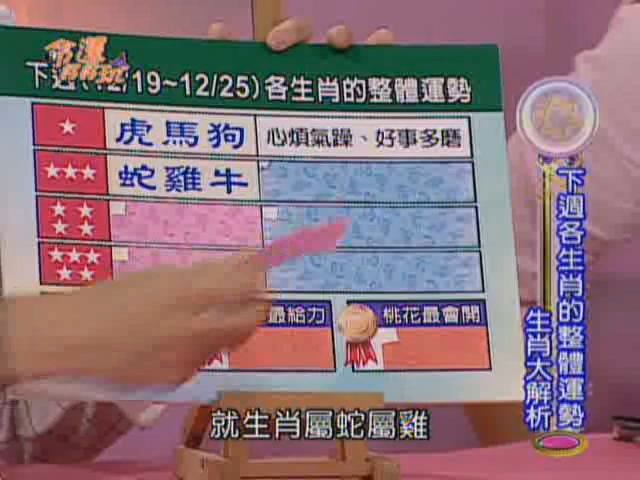 命運好好玩
下週(12/19~12/25)各生肖的整體運勢
★ 虎馬狗 心煩氣躁、好事多磨
★★★ 蛇雞牛
★★★★
★★★★★
最給力 桃花最會開
下週各生肖的整體運勢
生肖大解析
就生肖屬蛇屬雞